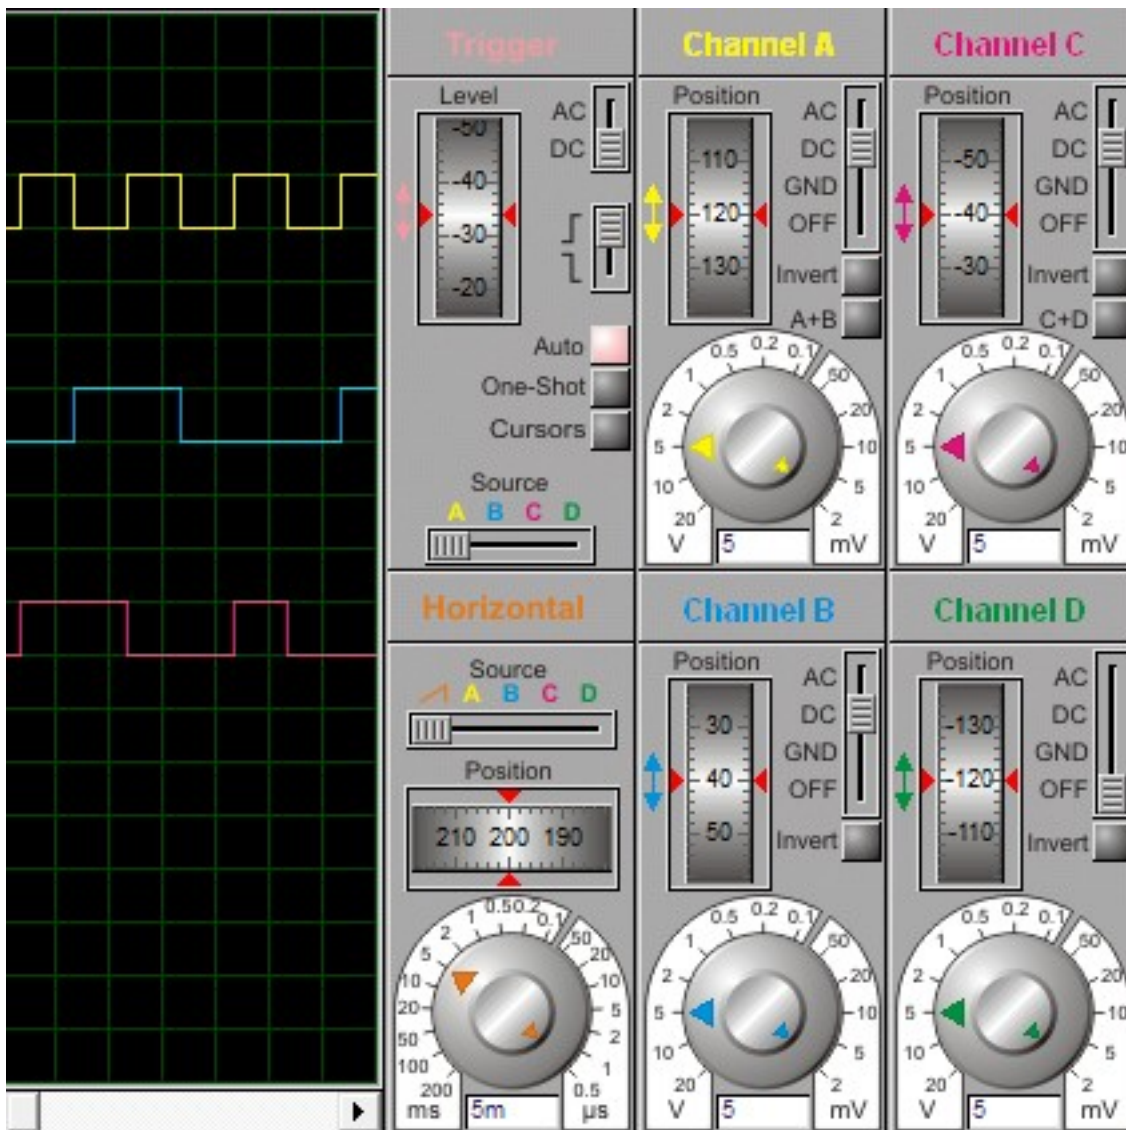 Trigger
Level
-50
-40
-30
-20
AC
DC
Auto
One-Shot
Cursors
Source
A B C D
Channel A
Position
110
120
130
AC
DC
GND
OFF
Invert
A+B
0.5 0.2 0.1
1 50
2 20
5 10
10 5
20 2
V 5 mV
Channel C
Position
-50
-40
-30
AC
DC
GND
OFF
Invert
C+D
0.5 0.2 0.1
1 50
2 20
5 10
10 5
20 2
V 5 mV
Horizontal
Source
A B C D
Position
210 200 190
0.5 0.2 0.1
1 50
2 20
5 10
10 5
20 2
50 1
100 0.5
200
ms 5m µs
Channel B
Position
30
40
50
AC
DC
GND
OFF
Invert
0.5 0.2 0.1
1 50
2 20
5 10
10 5
20 2
V 5 mV
Channel D
Position
-130
-120
-110
AC
DC
GND
OFF
Invert
0.5 0.2 0.1
1 50
2 20
5 10
10 5
20 2
V 5 mV